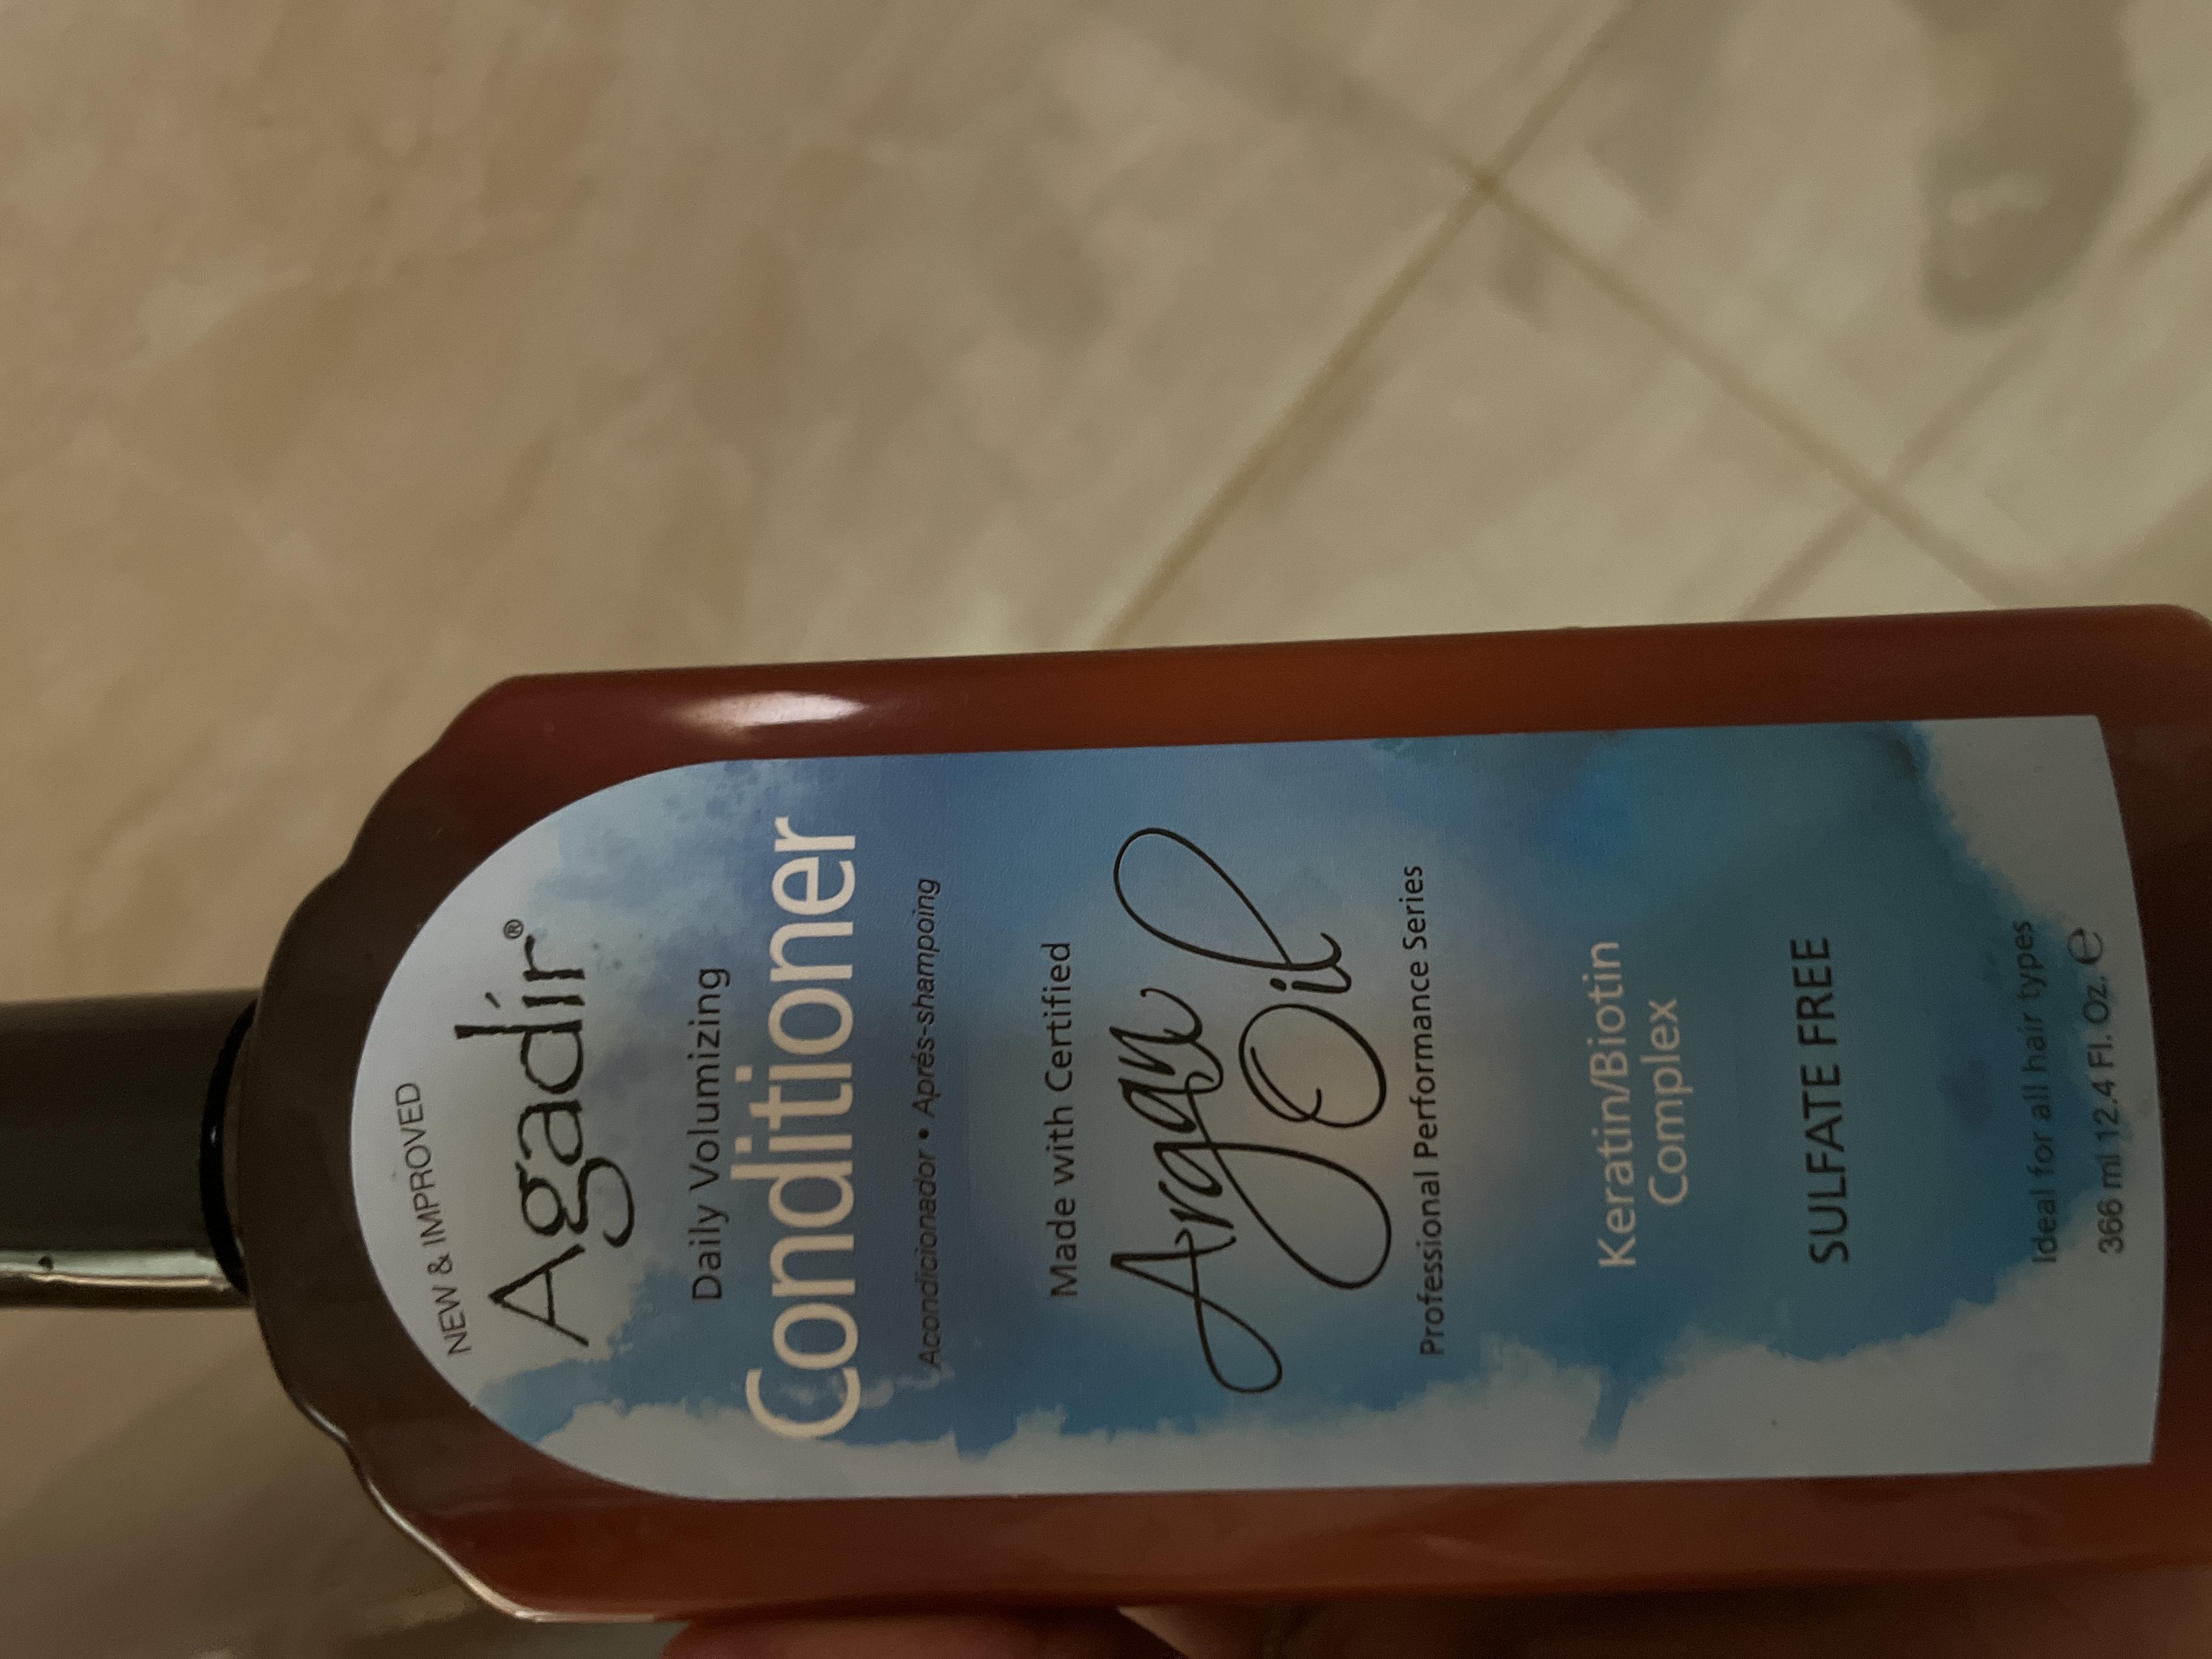 NEW & IMPROVED
Agadír®
Daily Volumizing
Conditioner
Acondicionador • Aprés-shampoing
Made with Certified
Argan
Oil
Professional Performance Series
Keratin/Biotin
Complex
SULFATE FREE
Ideal for all hair types
366 ml 12.4 Fl. Oz. ℮